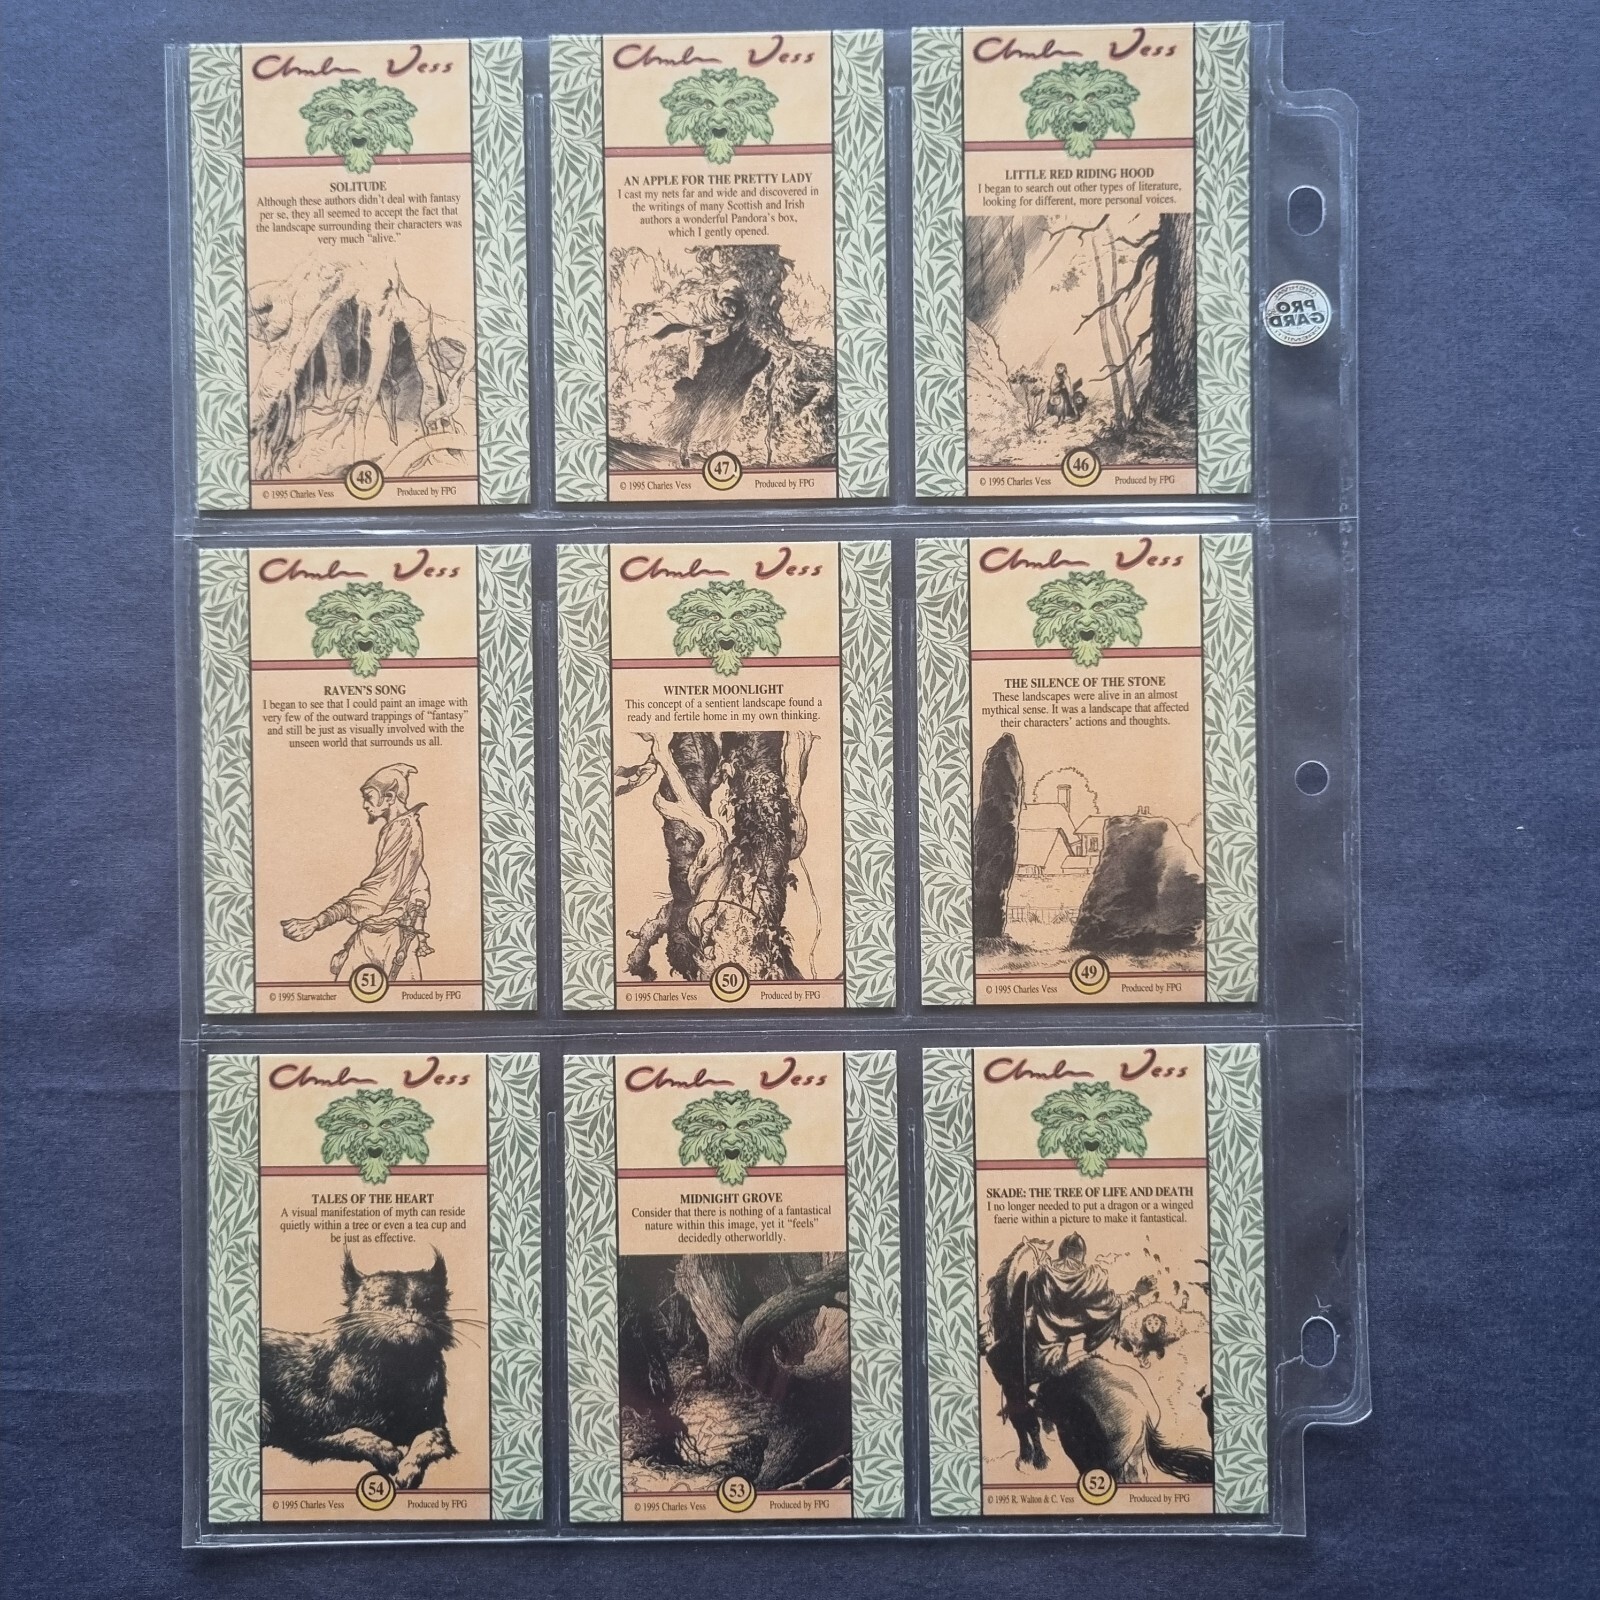 Charles Vess
SOLITUDE
Although these authors didn't deal with fantasy
per se, they all seemed to accept the fact that
the landscape surrounding their characters was
very much "alive."
48
© 1995 Charles Vess
Produced by FPG
Charles Vess
AN APPLE FOR THE PRETTY LADY
I cast my nets far and wide and discovered in
the writings of many Scottish and Irish
authors a wonderful Pandora's box,
which I gently opened.
47
© 1995 Charles Vess
Produced by FPG
Charles Vess
LITTLE RED RIDING HOOD
I began to search out other types of literature,
looking for different, more personal voices.
46
© 1995 Charles Vess
Produced by FPG
PRO
GARD
Charles Vess
RAVEN'S SONG
I began to see that I could paint an image with
very few of the outward trappings of "fantasy"
and still be just as visually involved with the
unseen world that surrounds us all.
51
© 1995 Starwatcher
Produced by FPG
Charles Vess
WINTER MOONLIGHT
This concept of a sentient landscape found a
ready and fertile home in my own thinking.
50
© 1995 Charles Vess
Produced by FPG
Charles Vess
THE SILENCE OF THE STONE
These landscapes were alive in an almost
mythical sense. It was a landscape that affected
their characters' actions and thoughts.
49
© 1995 Charles Vess
Produced by FPG
Charles Vess
TALES OF THE HEART
A visual manifestation of myth can reside
quietly within a tree or even a tea cup and
be just as effective.
54
© 1995 Charles Vess
Produced by FPG
Charles Vess
MIDNIGHT GROVE
Consider that there is nothing of a fantastical
nature within this image, yet it "feels"
decidedly otherworldly.
53
© 1995 Charles Vess
Produced by FPG
Charles Vess
SKADE: THE TREE OF LIFE AND DEATH
I no longer needed to put a dragon or a winged
faerie within a picture to make it fantastical.
52
© 1995 R. Walton & C. Vess
Produced by FPG